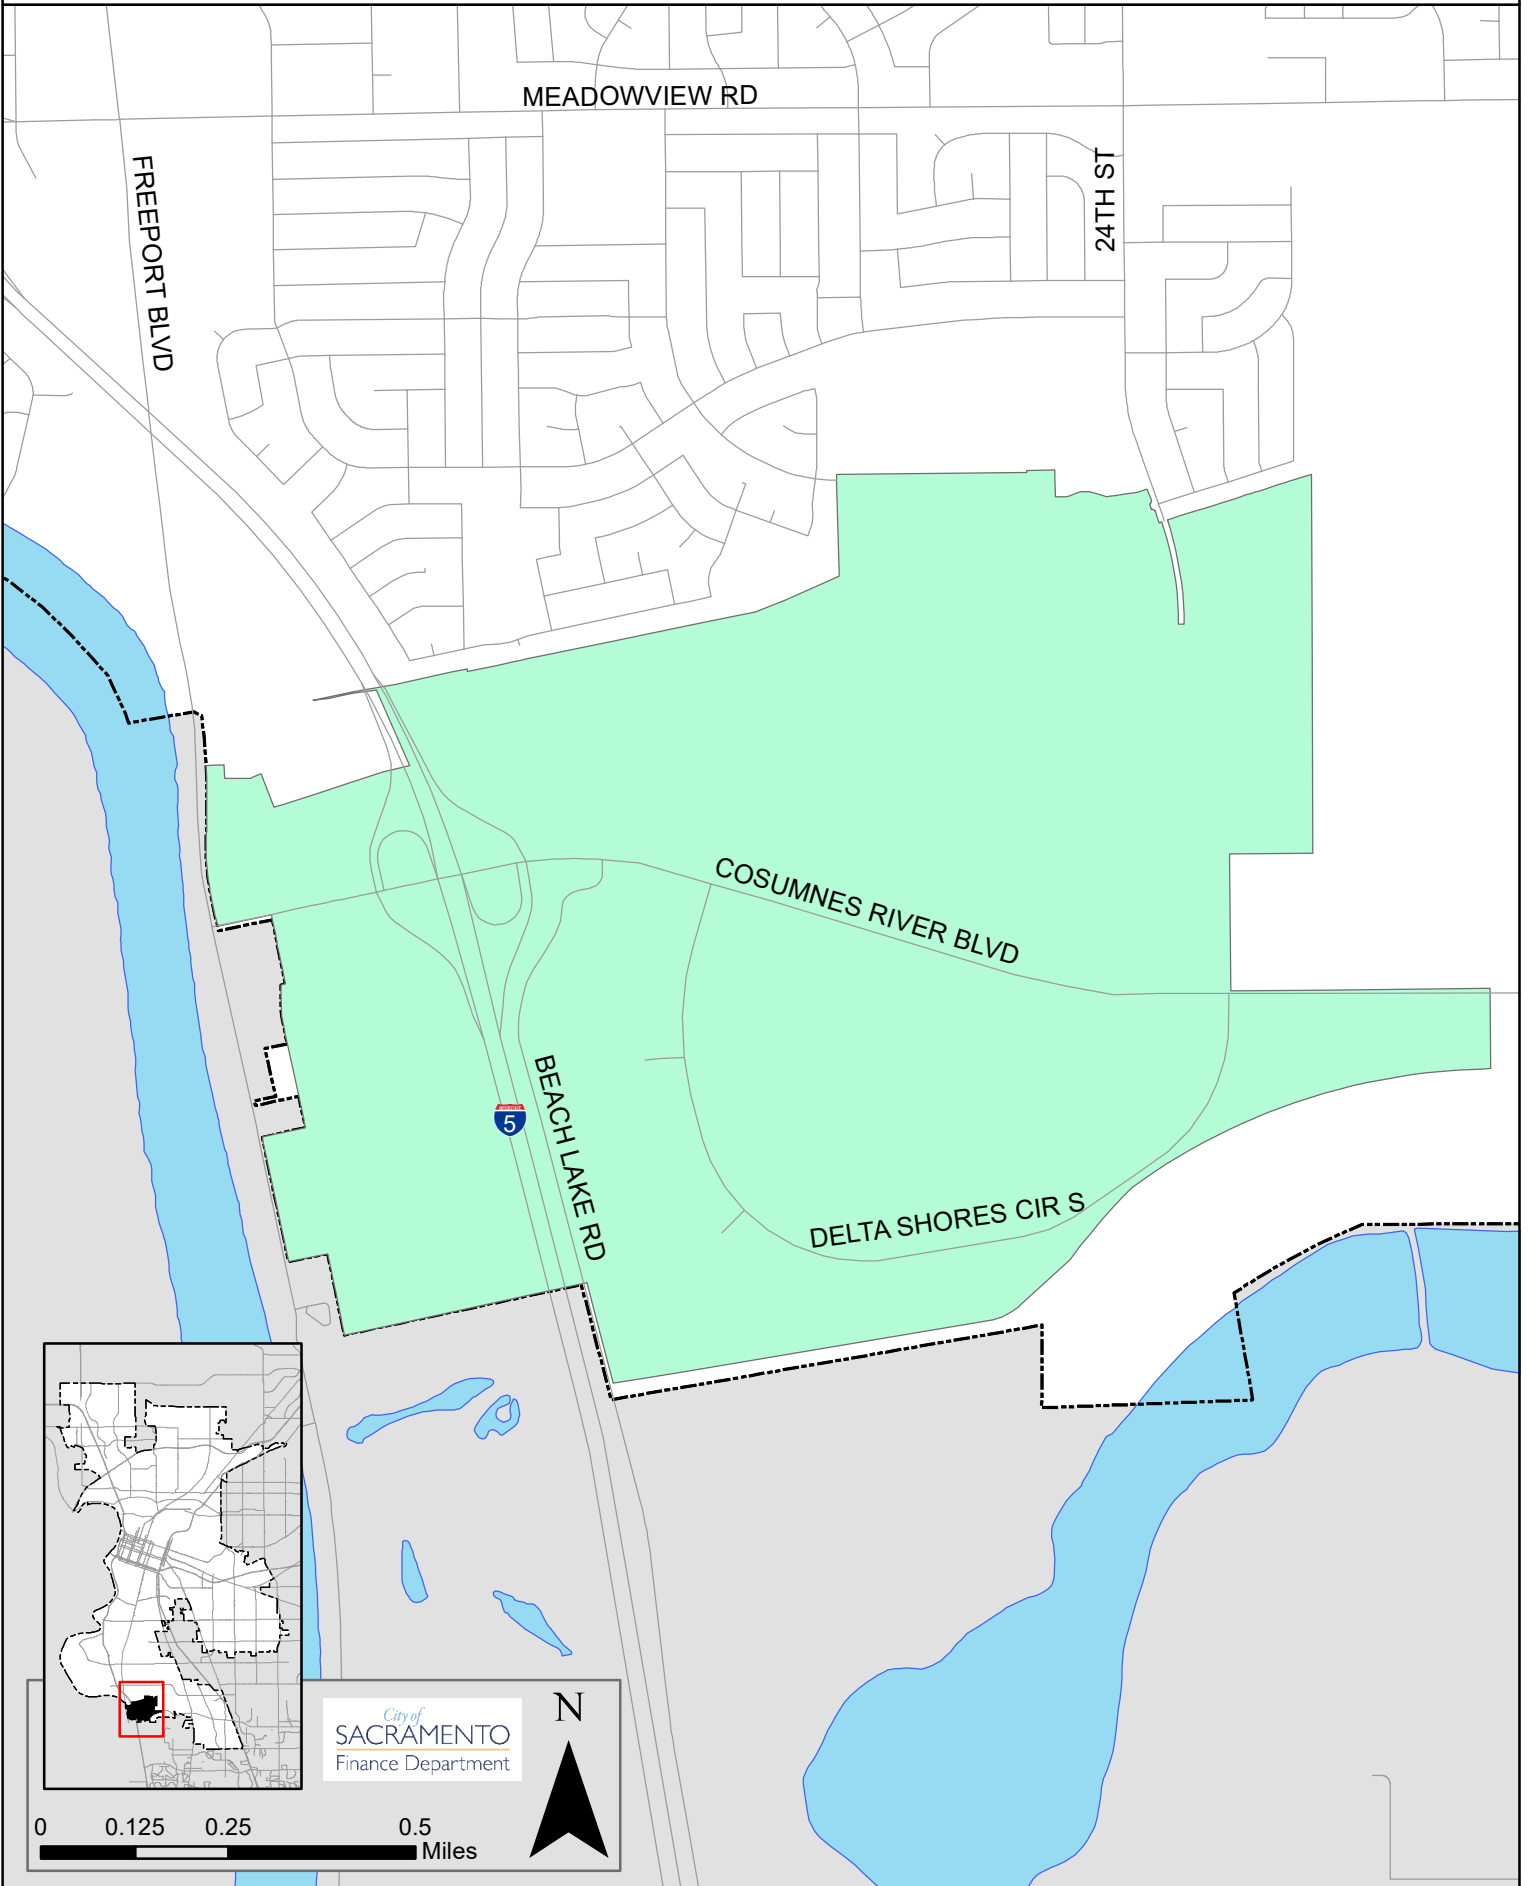 MEADOWVIEW RD
FREEPORT BLVD
24TH ST
COSUMNES RIVER BLVD
BEACH LAKE RD
INTERSTATE
5
DELTA SHORES CIR S
City of
SACRAMENTO
Finance Department
N
0 0.125 0.25 0.5
Miles